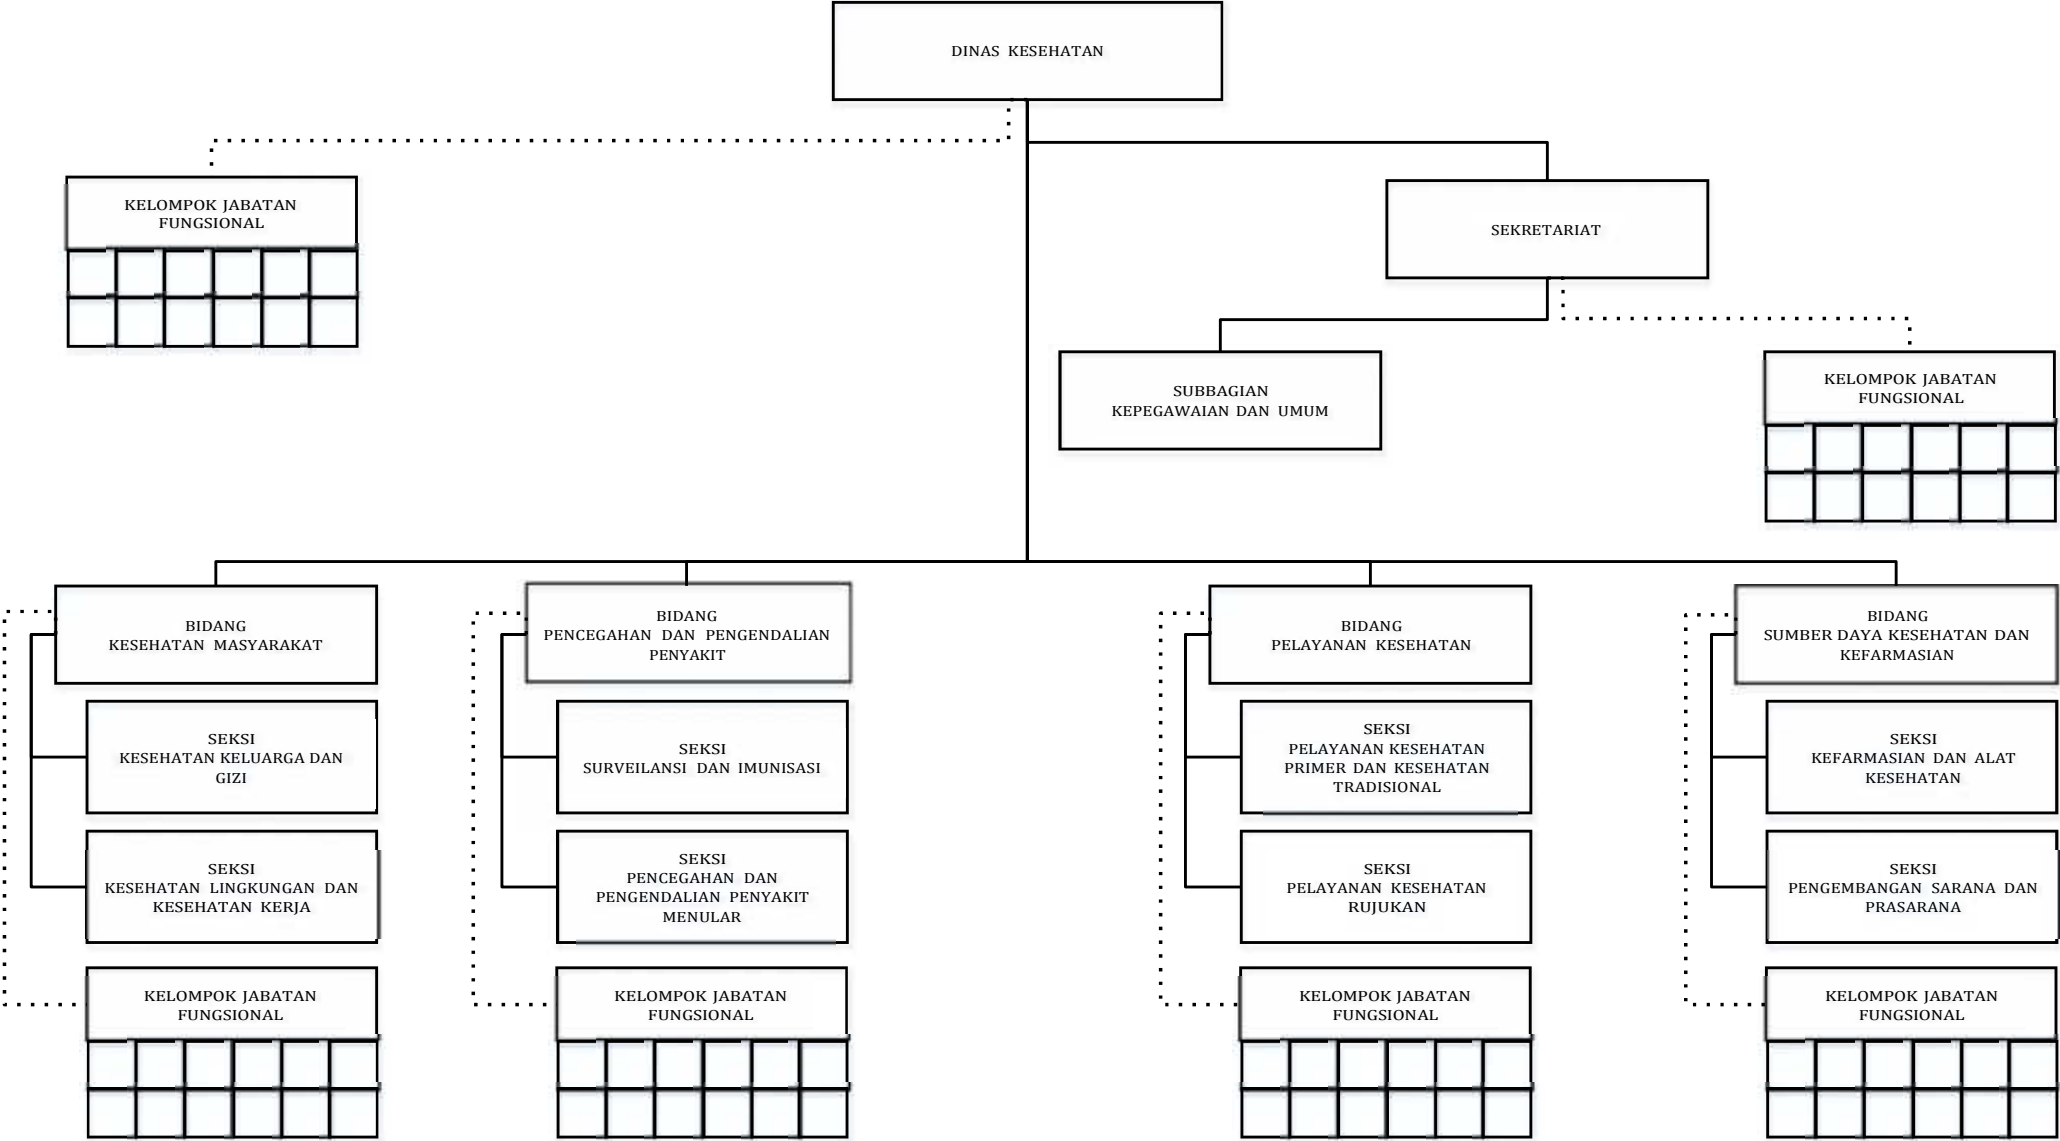 DINAS KESEHATAN
KELOMPOK JABATAN
FUNGSIONAL
SEKRETARIAT
SUBBAGIAN
KEPEGAWAIAN DAN UMUM
KELOMPOK JABATAN
FUNGSIONAL
BIDANG
KESEHATAN MASYARAKAT
SEKSI
KESEHATAN KELUARGA DAN
GIZI
SEKSI
KESEHATAN LINGKUNGAN DAN
KESEHATAN KERJA
KELOMPOK JABATAN
FUNGSIONAL
BIDANG
PENCEGAHAN DAN PENGENDALIAN
PENYAKIT
SEKSI
SURVEILANSI DAN IMUNISASI
SEKSI
PENCEGAHAN DAN
PENGENDALIAN PENYAKIT
MENULAR
KELOMPOK JABATAN
FUNGSIONAL
BIDANG
PELAYANAN KESEHATAN
SEKSI
PELAYANAN KESEHATAN
PRIMER DAN KESEHATAN
TRADISIONAL
SEKSI
PELAYANAN KESEHATAN
RUJUKAN
KELOMPOK JABATAN
FUNGSIONAL
BIDANG
SUMBER DAYA KESEHATAN DAN
KEFARMASIAN
SEKSI
KEFARMASIAN DAN ALAT
KESEHATAN
SEKSI
PENGEMBANGAN SARANA DAN
PRASARANA
KELOMPOK JABATAN
FUNGSIONAL